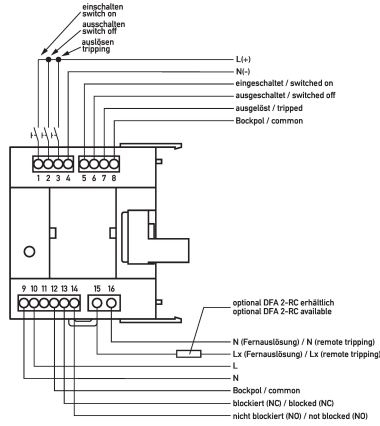 einschalten
switch on
ausschalten
switch off
auslösen
tripping
L(+)
N(-)
eingeschaltet / switched on
ausgeschaltet / switched off
ausgelöst / tripped
Bockpol / common
1 2 3 4 5 6 7 8
9 10 11 12 13 14 15 16
optional DFA 2-RC erhältlich
optional DFA 2-RC available
N (Fernauslösung) / N (remote tripping)
Lx (Fernauslösung) / Lx (remote tripping)
L
N
Bockpol / common
blockiert (NC) / blocked (NC)
nicht blockiert (NO) / not blocked (NO)